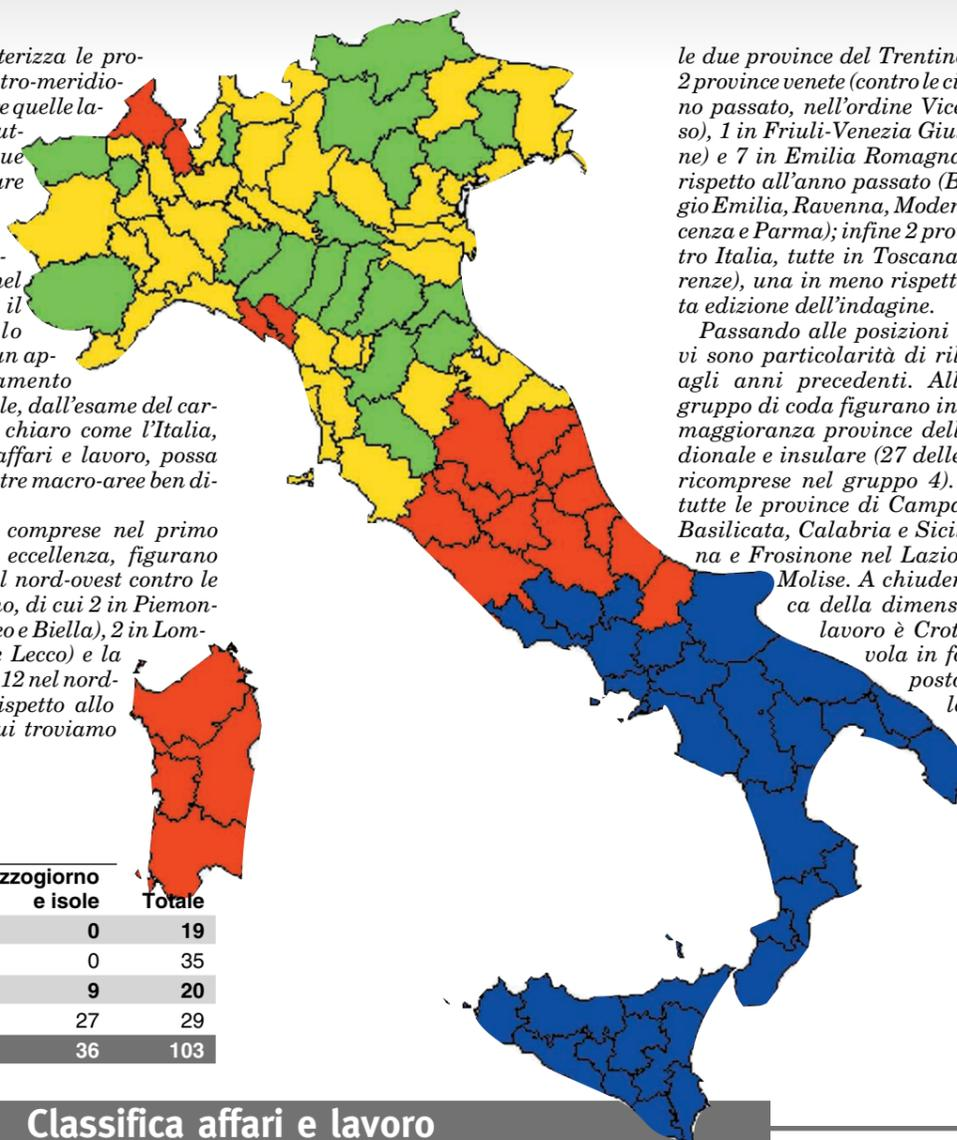 terizza le pro-
tro-meridio-
e quelle la-
ut-
ue
are
-
nel
il
lo
un ap-
amento
le, dall'esame del car-
chiaro come l'Italia,
affari e lavoro, possa
tre macro-aree ben di-
comprese nel primo
eccellenza, figurano
l nord-ovest contro le
no, di cui 2 in Piemon-
eo e Biella), 2 in Lom-
e Lecco) e la
12 nel nord-
ispetto allo
ui troviamo
zzogiorno
e isole Totale
0 19
0 35
9 20
27 29
36 103
le due province del Trentino
2 province venete (contro le ci
no passato, nell'ordine Vice
so), 1 in Friuli-Venezia Giu
ne) e 7 in Emilia Romagna
rispetto all'anno passato (B
gio Emilia, Ravenna, Moder
cenza e Parma); infine 2 pro
tro Italia, tutte in Toscana
renze), una in meno rispett
ta edizione dell'indagine.
Passando alle posizioni
vi sono particolarità di ril
agli anni precedenti. All
gruppo di coda figurano in
maggioranza province dell
dionale e insulare (27 delle
ricomprese nel gruppo 4).
tutte le province di Campa
Basilicata, Calabria e Sici
na e Frosinone nel Lazio
Molise. A chiuder
ca della dimens
lavoro è Crot
vola in fo
posto
le
Classifica affari e lavoro